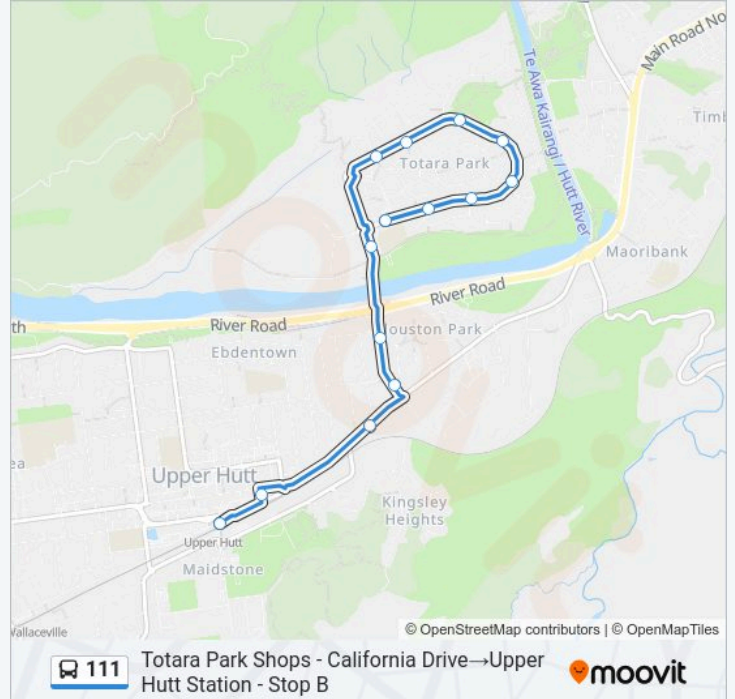 Main Road No
Te Awa Kairangi / Hutt River
Timb
Totara Park
Maoribank
River Road
th
River Road
ouston Park
Ebdentown
ea
Upper Hutt
Kingsley
Heights
Upper Hutt
Maidstone
Wallaceville
© OpenStreetMap contributors | © OpenMapTiles
111
Totara Park Shops - California Drive→Upper
Hutt Station - Stop B
moovit